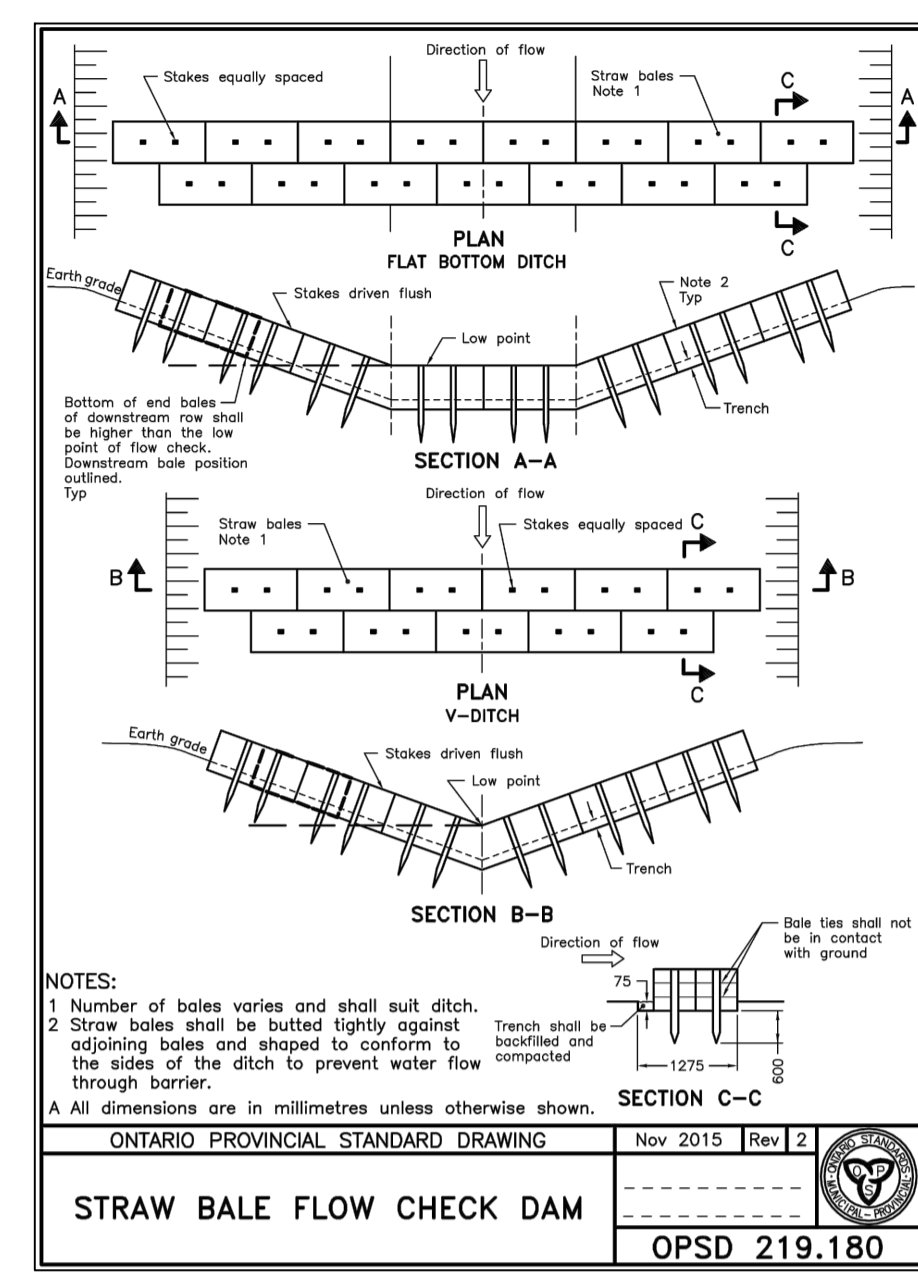 Direction of flow
Stakes equally spaced
Straw bales
Note 1
C
A
A
C
PLAN
FLAT BOTTOM DITCH
Earth grade
Stakes driven flush
Note 2
Typ
Low point
Trench
Bottom of end bales
of downstream row shall
be higher than the low
point of flow check.
Downstream bale position
outlined.
Typ
SECTION A-A
Direction of flow
Straw bales
Note 1
Stakes equally spaced
C
B
B
C
PLAN
V-DITCH
Earth grade
Stakes driven flush
Low point
Trench
SECTION B-B
Direction of flow
Bale ties shall not
be in contact
with ground
75
Trench shall be
backfilled and
compacted
1275
600
SECTION C-C
NOTES:
1 Number of bales varies and shall suit ditch.
2 Straw bales shall be butted tightly against
adjoining bales and shaped to conform to
the sides of the ditch to prevent water flow
through barrier.
A All dimensions are in millimetres unless otherwise shown.
ONTARIO PROVINCIAL STANDARD DRAWING
Nov 2015 Rev 2
STRAW BALE FLOW CHECK DAM
OPSD 219.180
ONTARIO STANDARDS
MUNICIPAL-PROVINCIAL
O P
S